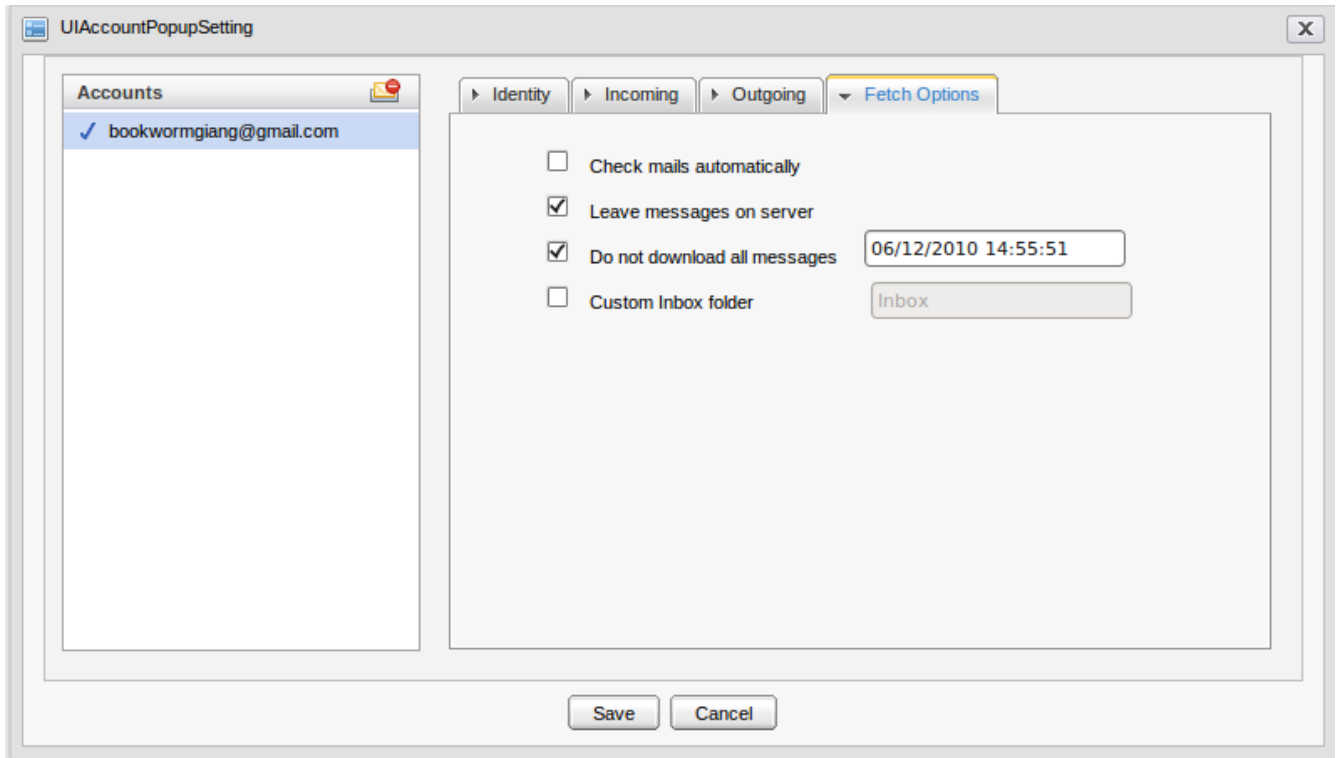 UIAccountPopupSetting
X
Accounts
bookwormgiang@gmail.com
Identity
Incoming
Outgoing
Fetch Options
Check mails automatically
Leave messages on server
Do not download all messages
06/12/2010 14:55:51
Custom Inbox folder
Inbox
Save
Cancel